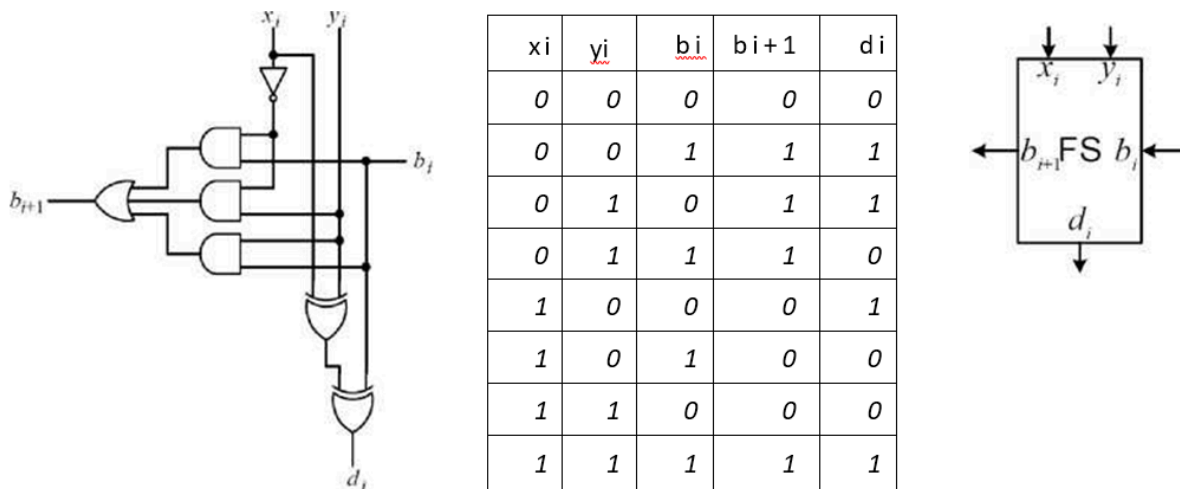 xᵢ yᵢ
bᵢ
bᵢ₊₁
dᵢ
xi yi bi bi+1 di
0 0 0 0 0
0 0 1 1 1
0 1 0 1 1
0 1 1 1 0
1 0 0 0 1
1 0 1 0 0
1 1 0 0 0
1 1 1 1 1
xᵢ yᵢ
bᵢ₊₁ FS bᵢ
dᵢ